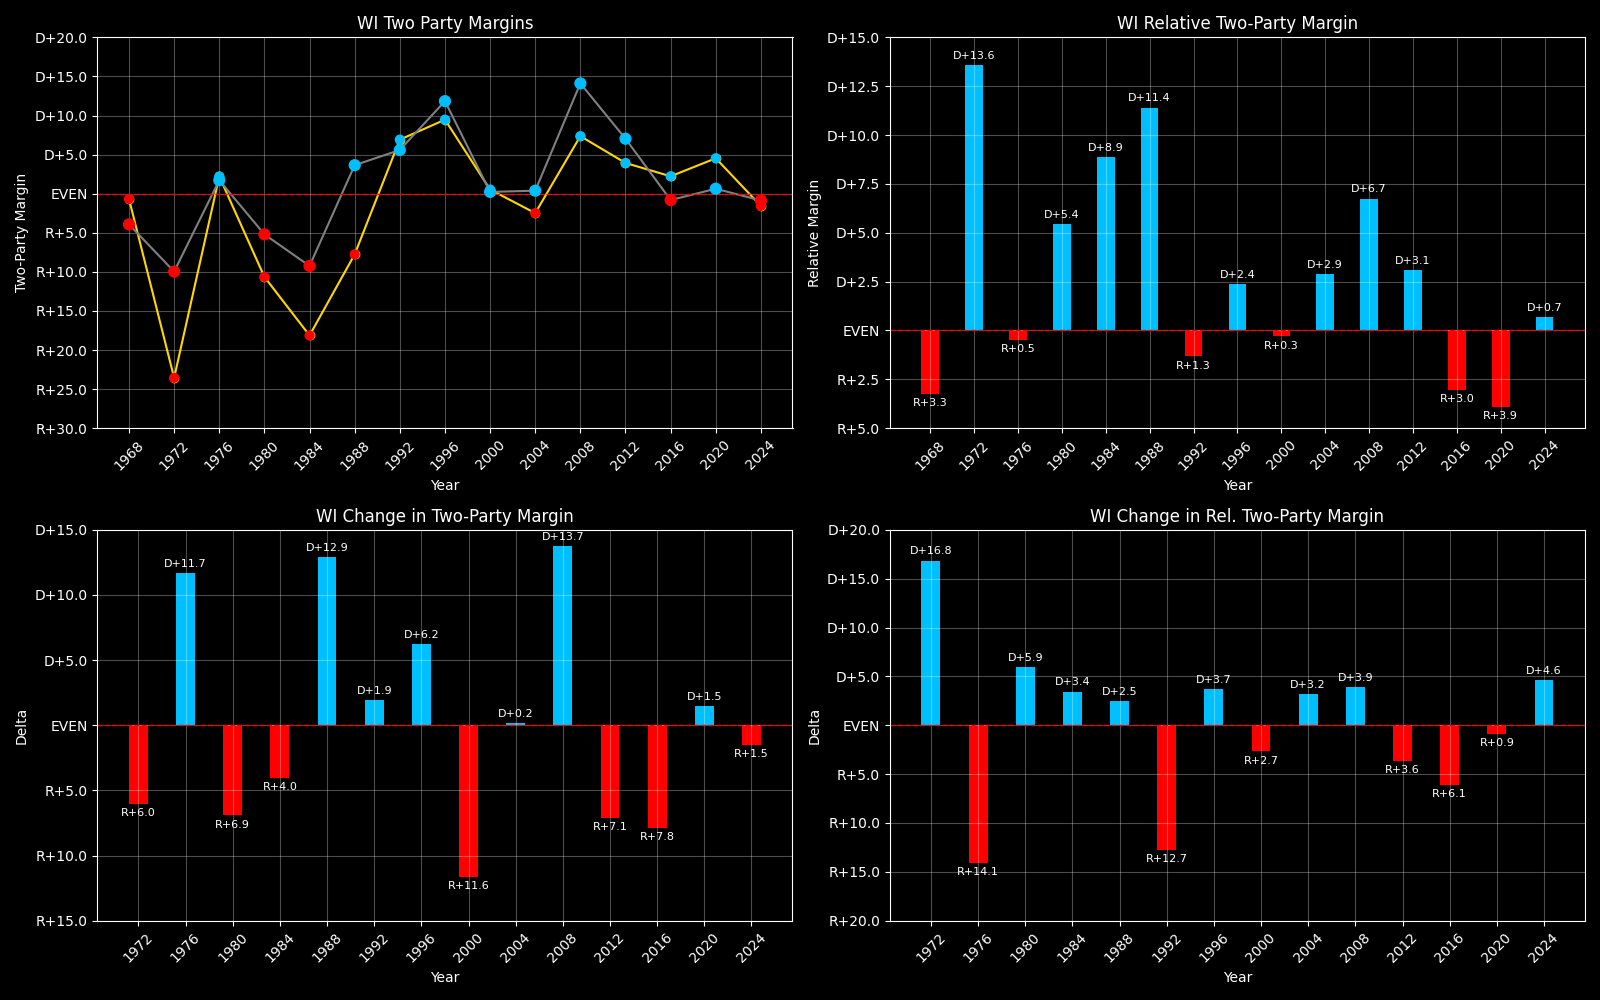 WI Two Party Margins
D+20.0
D+15.0
D+10.0
D+5.0
EVEN
R+5.0
R+10.0
R+15.0
R+20.0
R+25.0
R+30.0
Two-Party Margin
1968 1972 1976 1980 1984 1988 1992 1996 2000 2004 2008 2012 2016 2020 2024
Year
WI Relative Two-Party Margin
D+15.0
D+12.5
D+10.0
D+7.5
D+5.0
D+2.5
EVEN
R+2.5
R+5.0
Relative Margin
R+3.3
D+13.6
R+0.5
D+5.4
D+8.9
D+11.4
R+1.3
D+2.4
R+0.3
D+2.9
D+6.7
D+3.1
R+3.0
R+3.9
D+0.7
1968 1972 1976 1980 1984 1988 1992 1996 2000 2004 2008 2012 2016 2020 2024
Year
WI Change in Two-Party Margin
D+15.0
D+10.0
D+5.0
EVEN
R+5.0
R+10.0
R+15.0
Delta
R+6.0
D+11.7
R+6.9
R+4.0
D+12.9
D+1.9
D+6.2
R+11.6
D+0.2
D+13.7
R+7.1
R+7.8
D+1.5
R+1.5
1972 1976 1980 1984 1988 1992 1996 2000 2004 2008 2012 2016 2020 2024
Year
WI Change in Rel. Two-Party Margin
D+20.0
D+15.0
D+10.0
D+5.0
EVEN
R+5.0
R+10.0
R+15.0
R+20.0
Delta
D+16.8
R+14.1
D+5.9
D+3.4
D+2.5
R+12.7
D+3.7
R+2.7
D+3.2
D+3.9
R+3.6
R+6.1
R+0.9
D+4.6
1972 1976 1980 1984 1988 1992 1996 2000 2004 2008 2012 2016 2020 2024
Year